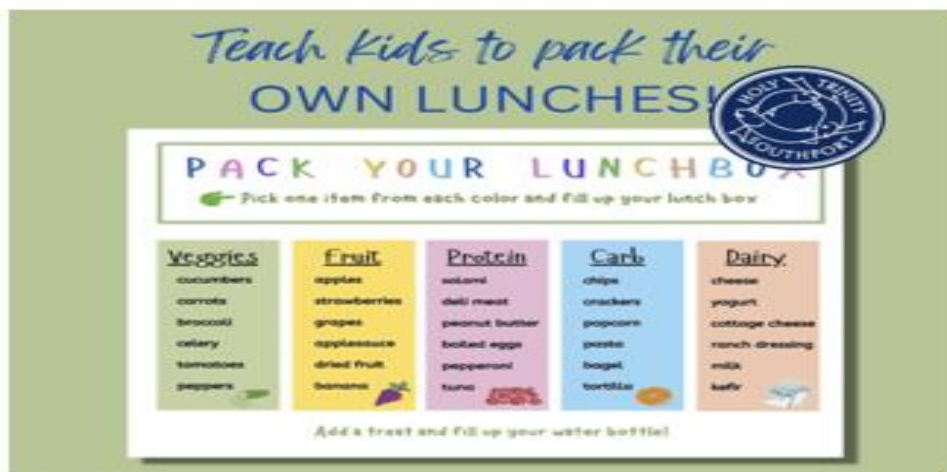 Teach Kids to pack their
OWN LUNCHES!
HOLY TRINITY
SOUTHPORT
PACK YOUR LUNCHBOX
Pick one item from each color and fill up your lunch box
Veggies
cucumbers
carrots
broccoli
celery
tomatoes
peppers
Fruit
apples
strawberries
grapes
applesauce
dried fruit
banana
Protein
salami
deli meat
peanut butter
boiled eggs
pepperoni
tuna
Carb
chips
crackers
popcorn
pasta
bagel
tortilla
Dairy
cheese
yogurt
cottage cheese
ranch dressing
milk
kefir
Add a treat and fill up your water bottle!